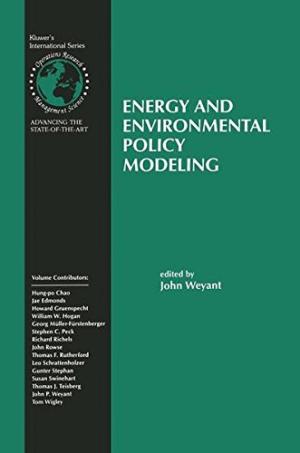 Kluwer's
International Series
Operations Research
Management Science
ADVANCING THE
STATE-OF-THE-ART
ENERGY AND
ENVIRONMENTAL
POLICY
MODELING
edited by
John Weyant
Volume Contributors:
Hung-po Chao
Jae Edmonds
Howard Gruenspecht
William W. Hogan
Georg Müller-Fürstenberger
Stephen C. Peck
Richard Richels
John Rowse
Thomas F. Rutherford
Leo Schrattenholzer
Gunter Stephan
Susan Swinehart
Thomas J. Teisberg
John P. Weyant
Tom Wigley